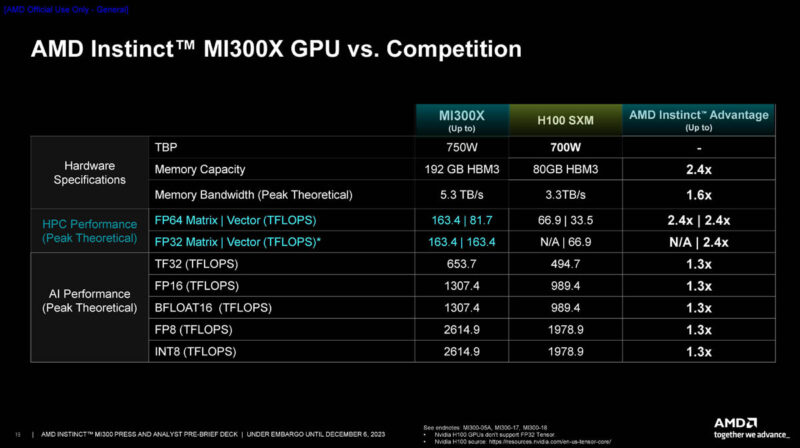 [AMD Official Use Only - General]
AMD Instinct™ MI300X GPU vs. Competition
MI300X
(Up to)
H100 SXM
AMD Instinct™ Advantage
(Up to)
Hardware
Specifications
TBP 750W 700W -
Memory Capacity 192 GB HBM3 80GB HBM3 2.4x
Memory Bandwidth (Peak Theoretical) 5.3 TB/s 3.3TB/s 1.6x
HPC Performance
(Peak Theoretical)
FP64 Matrix | Vector (TFLOPS) 163.4 | 81.7 66.9 | 33.5 2.4x | 2.4x
FP32 Matrix | Vector (TFLOPS)* 163.4 | 163.4 N/A | 66.9 N/A | 2.4x
AI Performance
(Peak Theoretical)
TF32 (TFLOPS) 653.7 494.7 1.3x
FP16 (TFLOPS) 1307.4 989.4 1.3x
BFLOAT16 (TFLOPS) 1307.4 989.4 1.3x
FP8 (TFLOPS) 2614.9 1978.9 1.3x
INT8 (TFLOPS) 2614.9 1978.9 1.3x
19 | AMD INSTINCT™ MI300 PRESS AND ANALYST PRE-BRIEF DECK | UNDER EMBARGO UNTIL DECEMBER 6, 2023
See endnotes: MI300-05A, MI300-17, MI300-18
• Nvidia H100 GPUs don't support FP32 Tensor
• Nvidia H100 source: https://resources.nvidia.com/en-us-tensor-core/
AMD
together we advance_